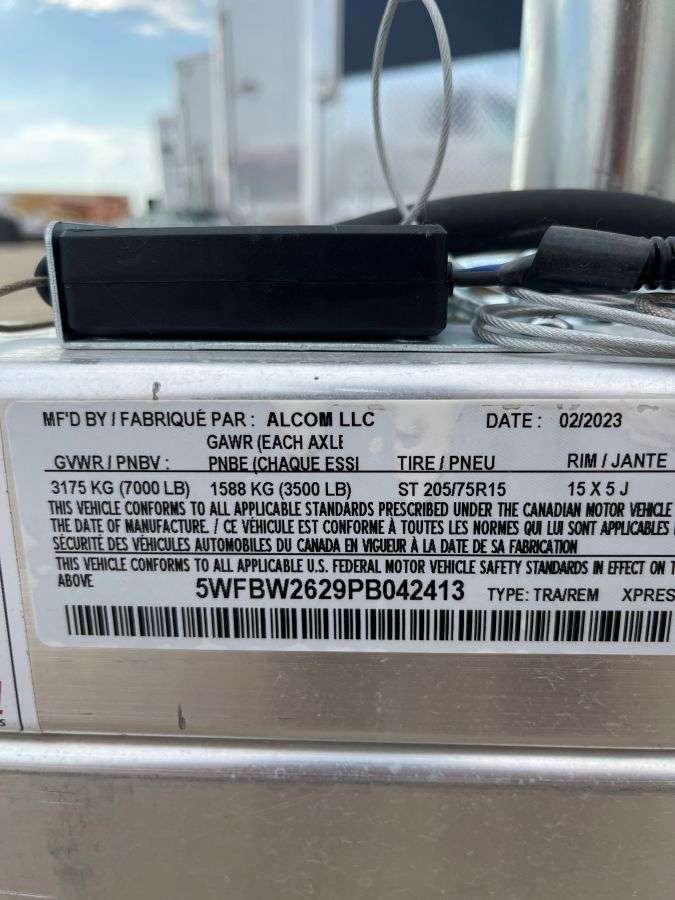 MF'D BY / FABRIQUÉ PAR : ALCOM LLC DATE : 02/2023
GAWR (EACH AXLE
GVWR / PNBV : PNBE (CHAQUE ESSI TIRE / PNEU RIM / JANTE
3175 KG (7000 LB) 1588 KG (3500 LB) ST 205/75R15 15 X 5 J
THIS VEHICLE CONFORMS TO ALL APPLICABLE STANDARDS PRESCRIBED UNDER THE CANADIAN MOTOR VEHICLE
THE DATE OF MANUFACTURE. / CE VÉHICULE EST CONFORME À TOUTES LES NORMES QUI LUI SONT APPLICABLES
SÉCURITÉ DES VÉHICULES AUTOMOBILES DU CANADA EN VIGUEUR À LA DATE DE SA FABRICATION
THIS VEHICLE CONFORMS TO ALL APPLICABLE U.S. FEDERAL MOTOR VEHICLE SAFETY STANDARDS IN EFFECT ON T
ABOVE 5WFBW2629PB042413 TYPE: TRA/REM XPRES